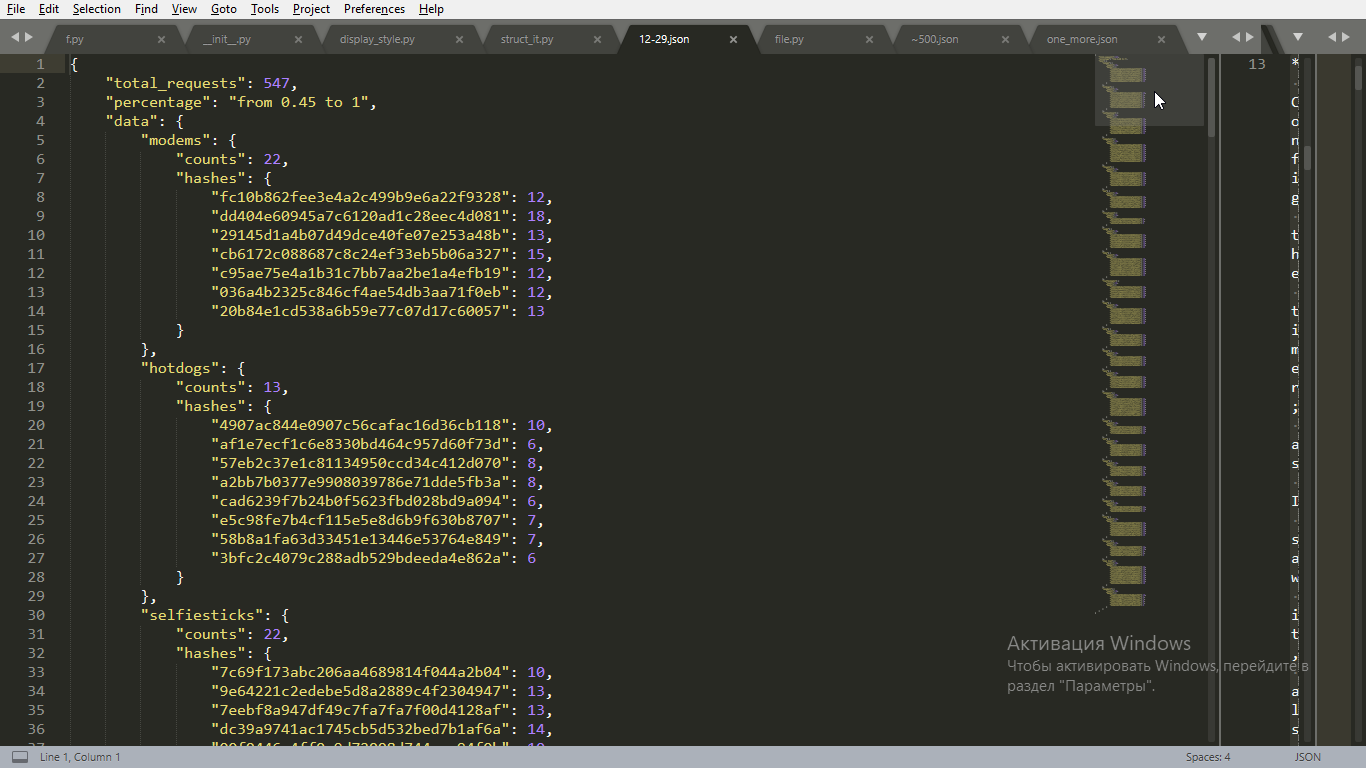 File Edit Selection Find View Goto Tools Project Preferences Help
f.py __init__.py display_style.py struct_it.py 12-29.json file.py ~500.json one_more.json
1 {
2 "total_requests": 547,
3 "percentage": "from 0.45 to 1",
4 "data": {
5 "modems": {
6 "counts": 22,
7 "hashes": {
8 "fc10b862fee3e4a2c499b9e6a22f9328": 12,
9 "dd404e60945a7c6120ad1c28eec4d081": 18,
10 "29145d1a4b07d49dce40fe07e253a48b": 13,
11 "cb6172c088687c8c24ef33eb5b06a327": 15,
12 "c95ae75e4a1b31c7bb7aa2be1a4efb19": 12,
13 "036a4b2325c846cf4ae54db3aa71f0eb": 12,
14 "20b84e1cd538a6b59e77c07d17c60057": 13
15 }
16 },
17 "hotdogs": {
18 "counts": 13,
19 "hashes": {
20 "4907ac844e0907c56cafac16d36cb118": 10,
21 "af1e7ecf1c6e8330bd464c957d60f73d": 6,
22 "57eb2c37e1c81134950ccd34c412d070": 8,
23 "a2bb7b0377e9908039786e71dde5fb3a": 8,
24 "cad6239f7b24b0f5623fbd028bd9a094": 6,
25 "e5c98fe7b4cf115e5e8d6b9f630b8707": 7,
26 "58b8a1fa63d33451e13446e53764e849": 7,
27 "3bfc2c4079c288adb529bdeeda4e862a": 6
28 }
29 },
30 "selfiesticks": {
31 "counts": 22,
32 "hashes": {
33 "7c69f173abc206aa4689814f044a2b04": 10,
34 "9e64221c2edebe5d8a2889c4f2304947": 13,
35 "7eebf8a947df49c7fa7fa7f00d4128af": 13,
36 "dc39a9741ac1745cb5d532bed7b1af6a": 14,
13 *
C
o
n
f
i
g
t
h
e
t
i
m
e
r
;
a
s
I
s
a
w
i
t
,
a
l
s
Активация Windows
Чтобы активировать Windows, перейдите в
раздел "Параметры".
Line 1, Column 1 Spaces: 4 JSON